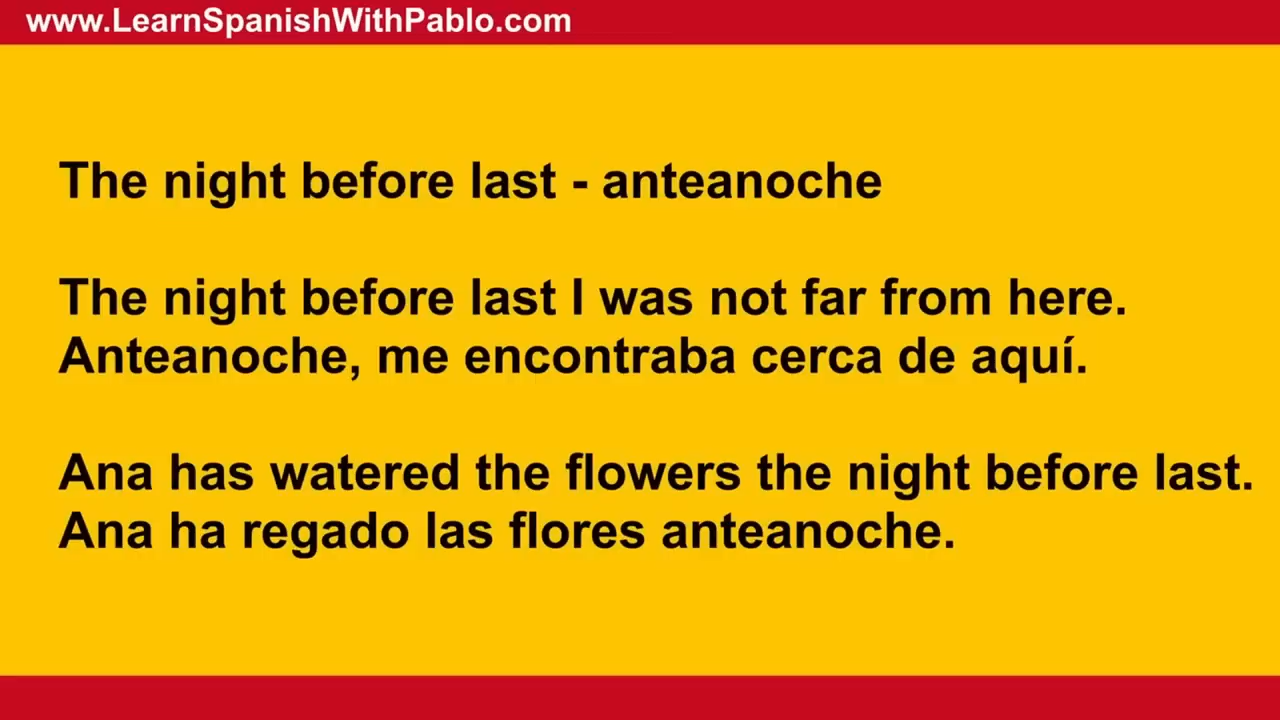 www.LearnSpanishWithPablo.com
The night before last - anteanoche
The night before last I was not far from here.
Anteanoche, me encontraba cerca de aquí.
Ana has watered the flowers the night before last.
Ana ha regado las flores anteanoche.